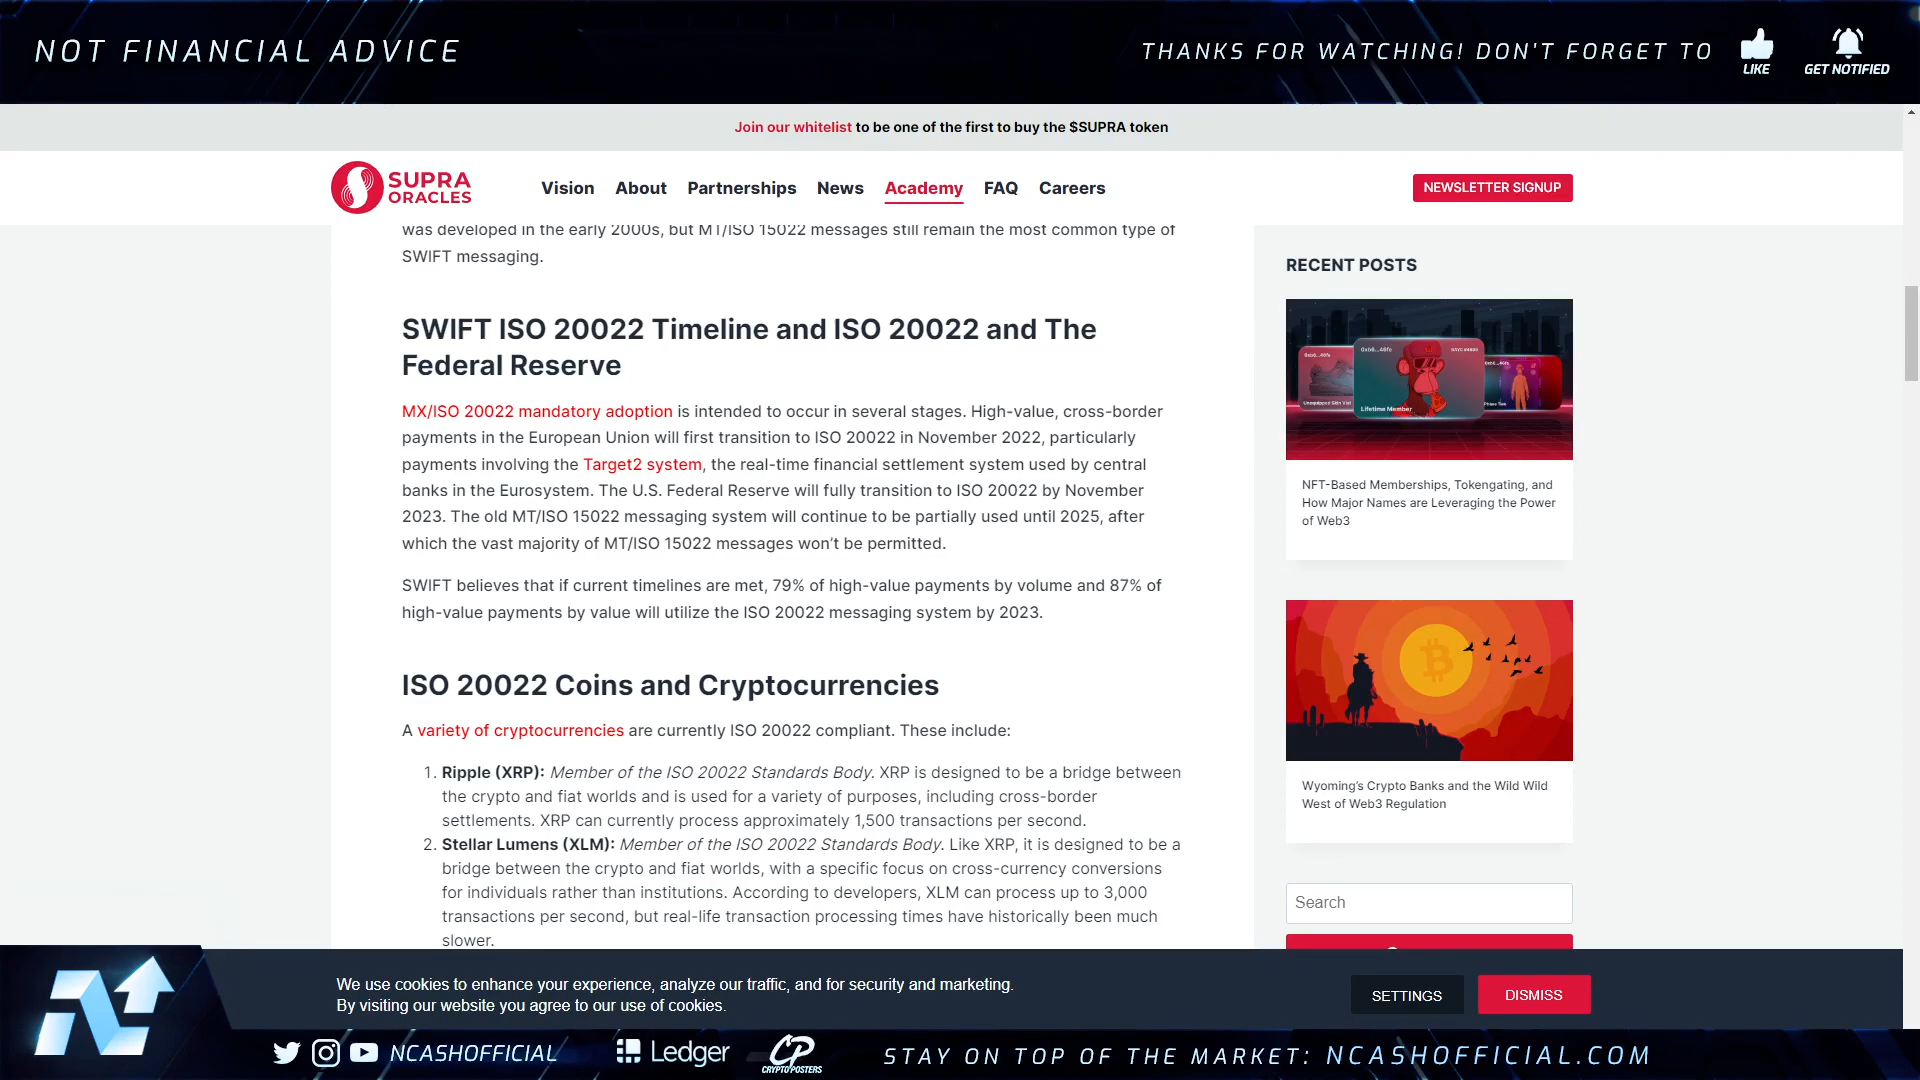 NOT FINANCIAL ADVICE
THANKS FOR WATCHING! DON'T FORGET TO
LIKE
GET NOTIFIED
Join our whitelist to be one of the first to buy the $SUPRA token
SUPRA
ORACLES
Vision About Partnerships News Academy FAQ Careers
NEWSLETTER SIGNUP
was developed in the early 2000s, but MT/ISO 15022 messages still remain the most common type of
SWIFT messaging.
SWIFT ISO 20022 Timeline and ISO 20022 and The
Federal Reserve
MX/ISO 20022 mandatory adoption is intended to occur in several stages. High-value, cross-border
payments in the European Union will first transition to ISO 20022 in November 2022, particularly
payments involving the Target2 system, the real-time financial settlement system used by central
banks in the Eurosystem. The U.S. Federal Reserve will fully transition to ISO 20022 by November
2023. The old MT/ISO 15022 messaging system will continue to be partially used until 2025, after
which the vast majority of MT/ISO 15022 messages won't be permitted.
SWIFT believes that if current timelines are met, 79% of high-value payments by volume and 87% of
high-value payments by value will utilize the ISO 20022 messaging system by 2023.
ISO 20022 Coins and Cryptocurrencies
A variety of cryptocurrencies are currently ISO 20022 compliant. These include:
1. Ripple (XRP): Member of the ISO 20022 Standards Body. XRP is designed to be a bridge between
the crypto and fiat worlds and is used for a variety of purposes, including cross-border
settlements. XRP can currently process approximately 1,500 transactions per second.
2. Stellar Lumens (XLM): Member of the ISO 20022 Standards Body. Like XRP, it is designed to be a
bridge between the crypto and fiat worlds, with a specific focus on cross-currency conversions
for individuals rather than institutions. According to developers, XLM can process up to 3,000
transactions per second, but real-life transaction processing times have historically been much
slower.
RECENT POSTS
Lifetime Member
NFT-Based Memberships, Tokengating, and
How Major Names are Leveraging the Power
of Web3
Wyoming's Crypto Banks and the Wild Wild
West of Web3 Regulation
Search
We use cookies to enhance your experience, analyze our traffic, and for security and marketing.
By visiting our website you agree to our use of cookies.
SETTINGS
DISMISS
NCASHOFFICIAL
Ledger
CP
CRYPTOPOSTERS
STAY ON TOP OF THE MARKET: NCASHOFFICIAL.COM